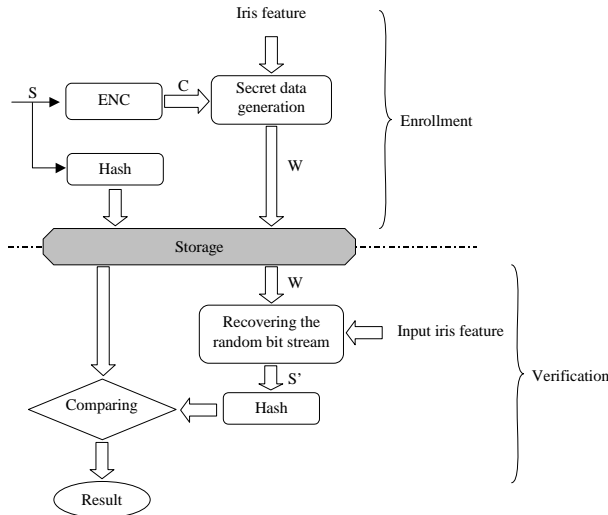 Iris feature
S
ENC
C
Secret data
generation
Enrollment
Hash
W
Storage
W
Recovering the
random bit stream
Input iris feature
S’
Verification
Comparing
Hash
Result